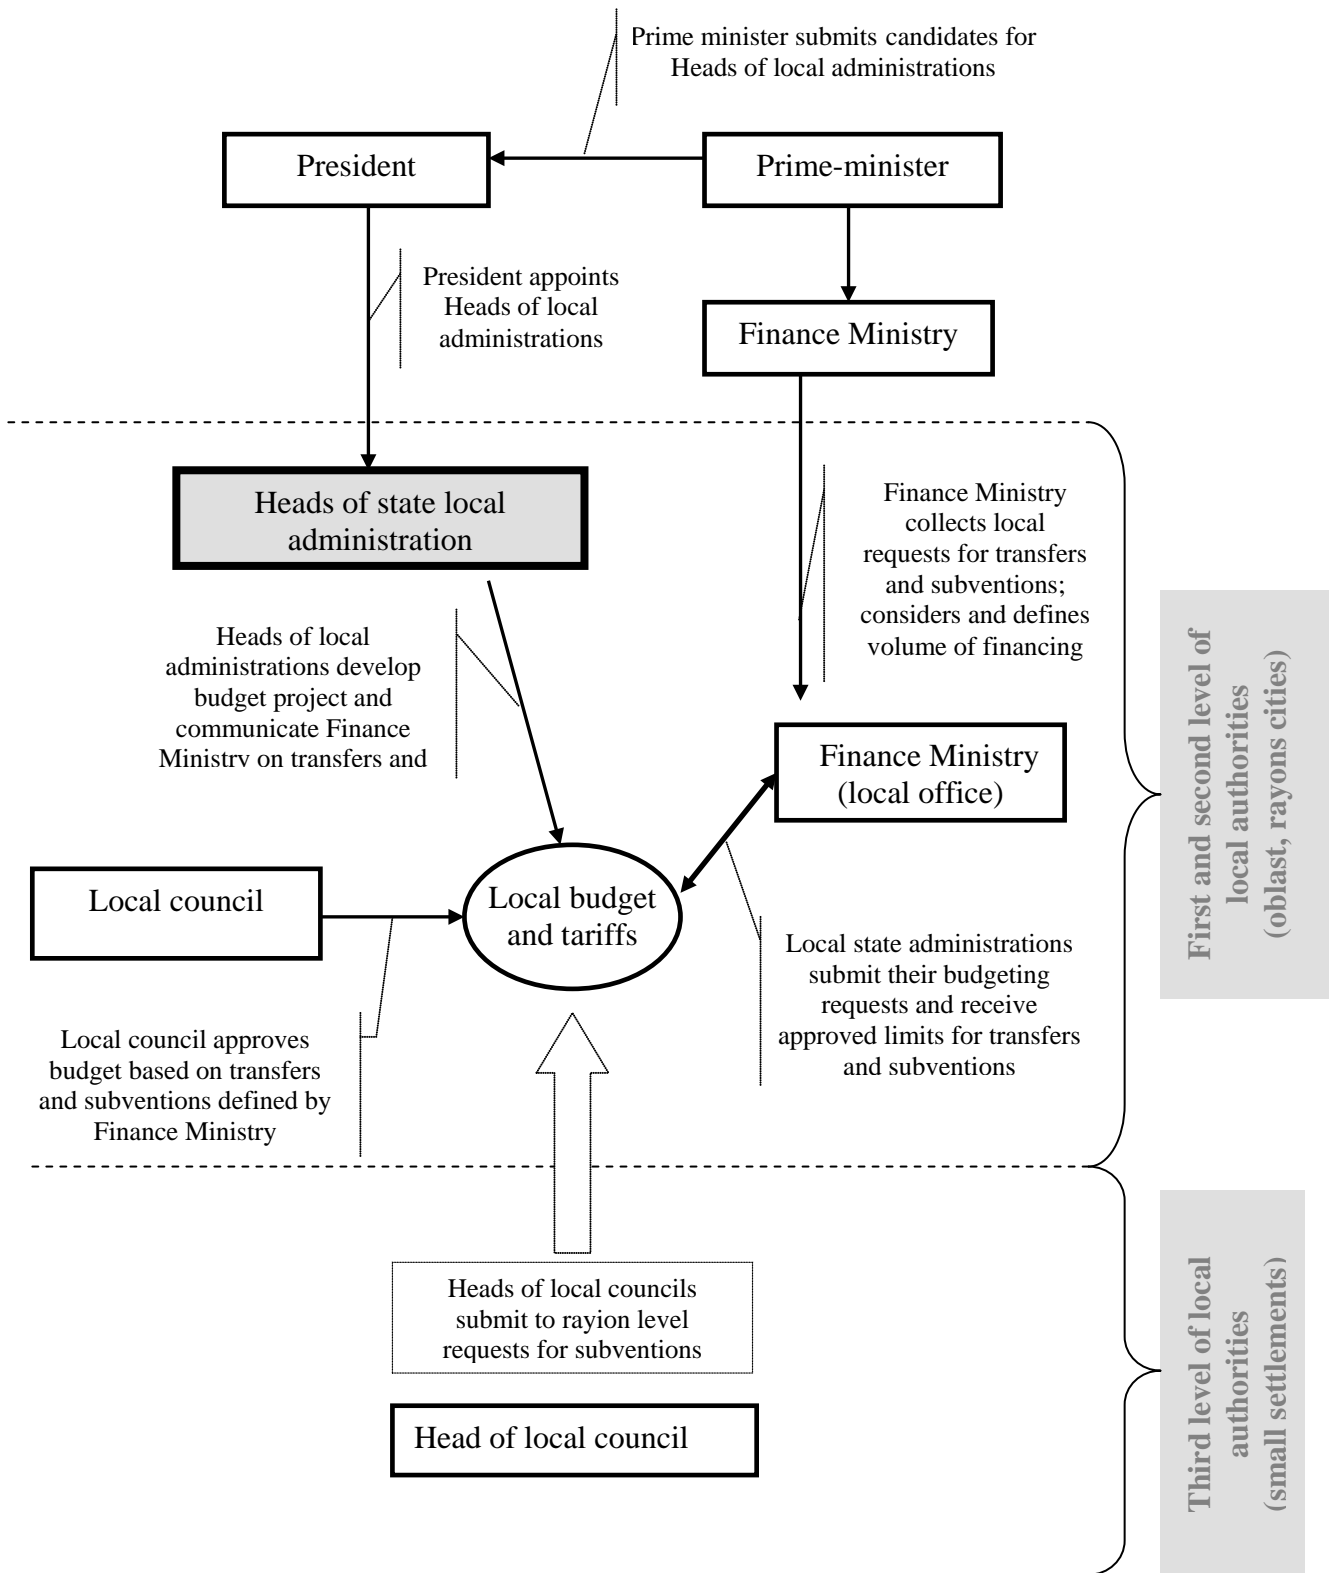 Prime minister submits candidates for
Heads of local administrations
President
Prime-minister
President appoints
Heads of local
administrations
Finance Ministry
Heads of state local
administration
Finance Ministry
collects local
requests for transfers
and subventions;
considers and defines
volume of financing
Heads of local
administrations develop
budget project and
communicate Finance
Ministry on transfers and
Finance Ministry
(local office)
Local council
Local budget
and tariffs
Local state administrations
submit their budgeting
requests and receive
approved limits for transfers
and subventions
Local council approves
budget based on transfers
and subventions defined by
Finance Ministry
First and second level of
local authorities
(oblast, rayons cities)
Heads of local councils
submit to rayion level
requests for subventions
Head of local council
Third level of local
authorities
(small settlements)